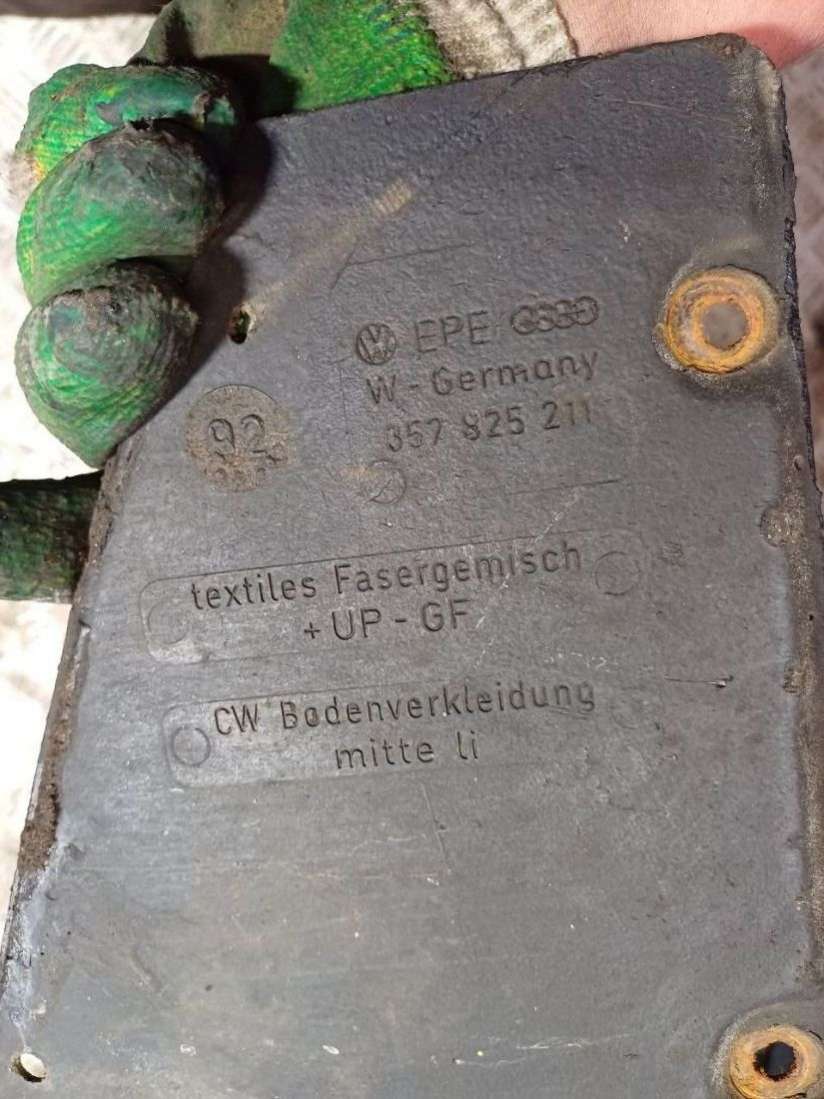 EPE
W-Germany
357 825 211
92
textiles Fasergemisch
+ UP - GF
CW Bodenverkleidung
mitte li